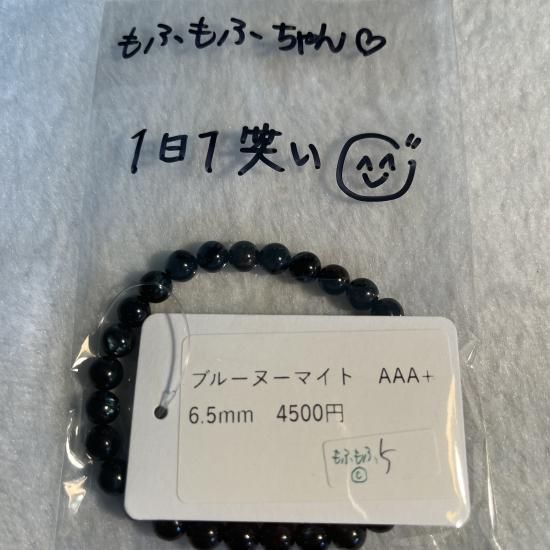 もふもふちゃん♡
1日1笑い
ブルーヌーマイト AAA+
6.5mm 4500円
もふもふ